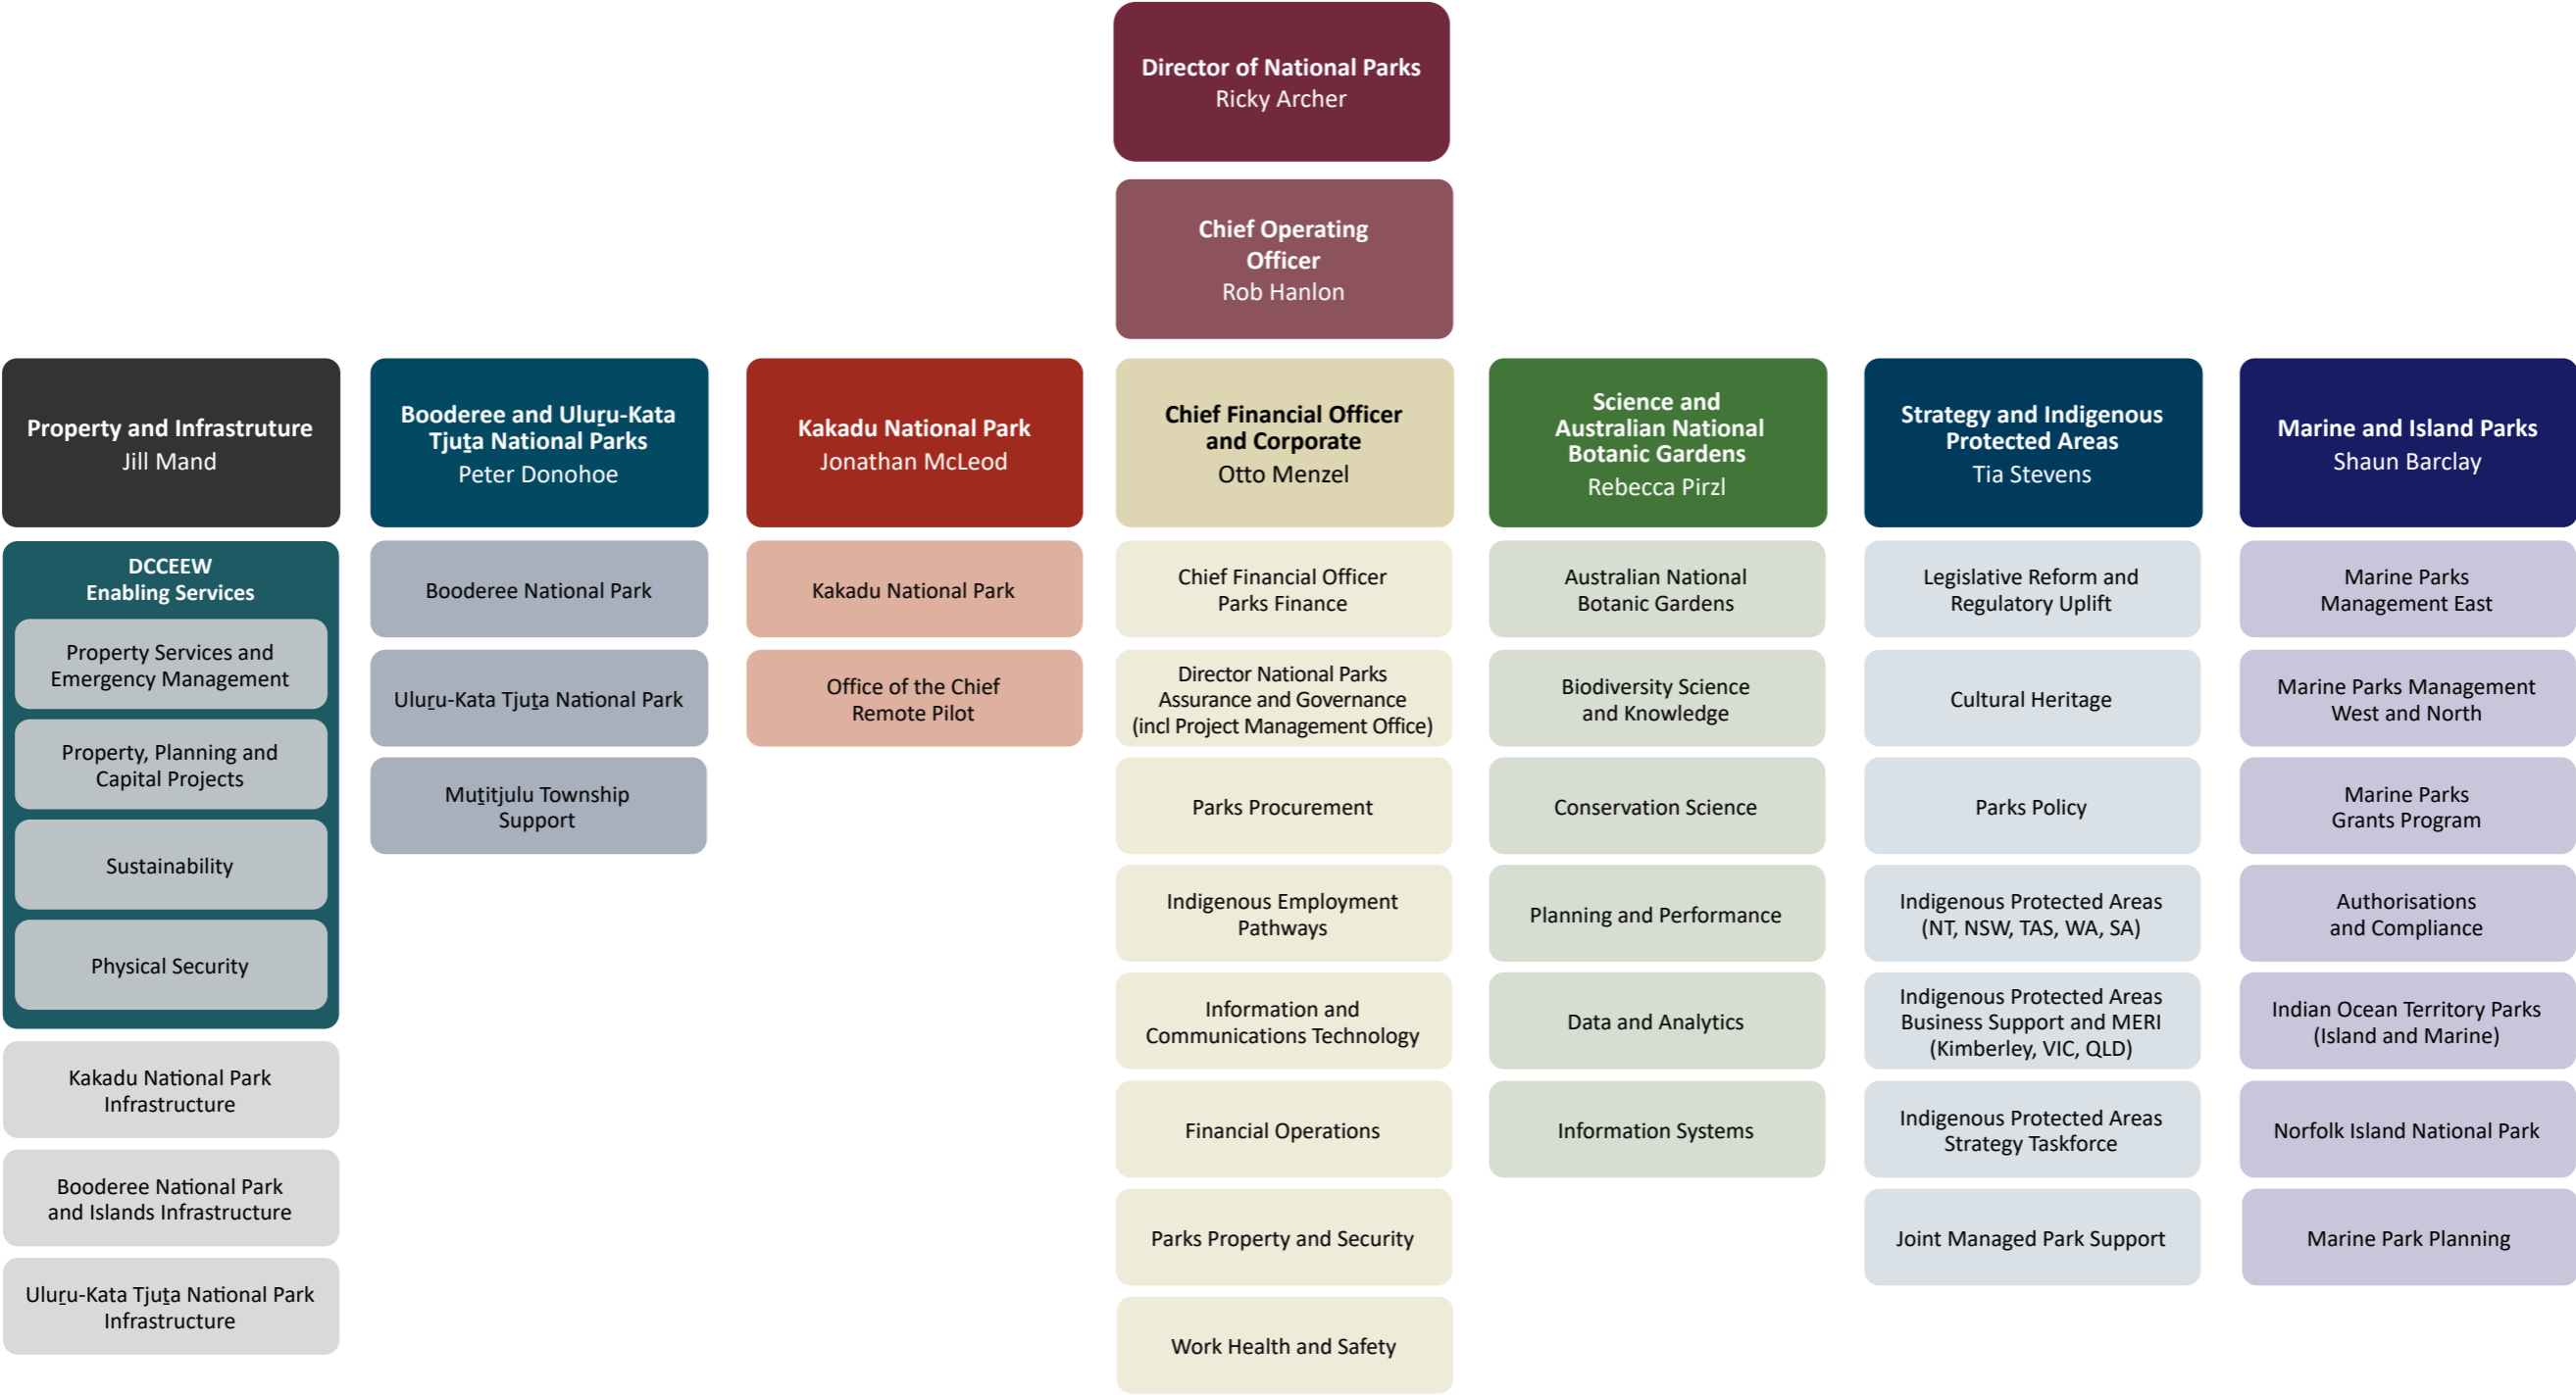 Director of National Parks
Ricky Archer
Chief Operating
Officer
Rob Hanlon
Property and Infrastruture
Jill Mand
DCCEEW
Enabling Services
Property Services and
Emergency Management
Property, Planning and
Capital Projects
Sustainability
Physical Security
Kakadu National Park
Infrastructure
Booderee National Park
and Islands Infrastructure
Uluṟu-Kata Tjuṯa National Park
Infrastructure
Booderee and Uluṟu-Kata
Tjuṯa National Parks
Peter Donohoe
Booderee National Park
Uluṟu-Kata Tjuṯa National Park
Muṯitjulu Township
Support
Kakadu National Park
Jonathan McLeod
Kakadu National Park
Office of the Chief
Remote Pilot
Chief Financial Officer
and Corporate
Otto Menzel
Chief Financial Officer
Parks Finance
Director National Parks
Assurance and Governance
(incl Project Management Office)
Parks Procurement
Indigenous Employment
Pathways
Information and
Communications Technology
Financial Operations
Parks Property and Security
Work Health and Safety
Science and
Australian National
Botanic Gardens
Rebecca Pirzl
Australian National
Botanic Gardens
Biodiversity Science
and Knowledge
Conservation Science
Planning and Performance
Data and Analytics
Information Systems
Strategy and Indigenous
Protected Areas
Tia Stevens
Legislative Reform and
Regulatory Uplift
Cultural Heritage
Parks Policy
Indigenous Protected Areas
(NT, NSW, TAS, WA, SA)
Indigenous Protected Areas
Business Support and MERI
(Kimberley, VIC, QLD)
Indigenous Protected Areas
Strategy Taskforce
Joint Managed Park Support
Marine and Island Parks
Shaun Barclay
Marine Parks
Management East
Marine Parks Management
West and North
Marine Parks
Grants Program
Authorisations
and Compliance
Indian Ocean Territory Parks
(Island and Marine)
Norfolk Island National Park
Marine Park Planning